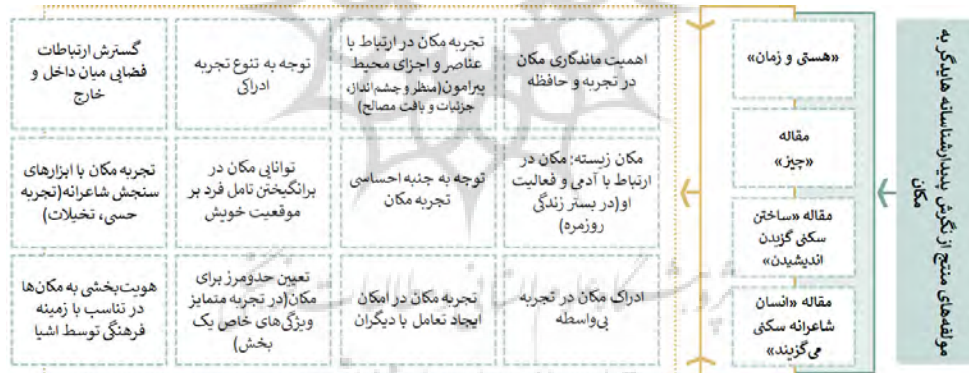 مولفه‌های منتج از نگرش پدیدارشناسانه هایدگر به
مکان
«هستی و زمان»
مقاله
«چیز»
مقاله «ساختن
سکنی گزیدن
اندیشیدن»
مقاله «انسان
شاعرانه سکنی
می‌گزیند»
اهمیت ماندگاری مکان
در تجربه و حافظه
تجربه مکان در ارتباط با
عناصر و اجزای محیط
پیرامون(منظر و چشم‌انداز،
جزئیات و بافت مصالح)
توجه به تنوع تجربه
ادراکی
گسترش ارتباطات
فضایی میان داخل و
خارج
مکان زیسته: مکان در
ارتباط با آدمی و فعالیت
او(در بستر زندگی
روزمره)
توجه به جنبه احساسی
تجربه مکان
توانایی مکان در
برانگیختن تامل فرد بر
موقعیت خویش
تجربه مکان با ابزارهای
سنجش شاعرانه(تجربه
حسی، تخیلات)
ادراک مکان در تجربه
بی‌واسطه
تجربه مکان در امکان
ایجاد تعامل با دیگران
تعیین حدومرز برای
مکان(در تجربه متمایز
ویژگی‌های خاص یک
بخش)
هویت‌بخشی به مکان‌ها
در تناسب با زمینه
فرهنگی توسط اشیا